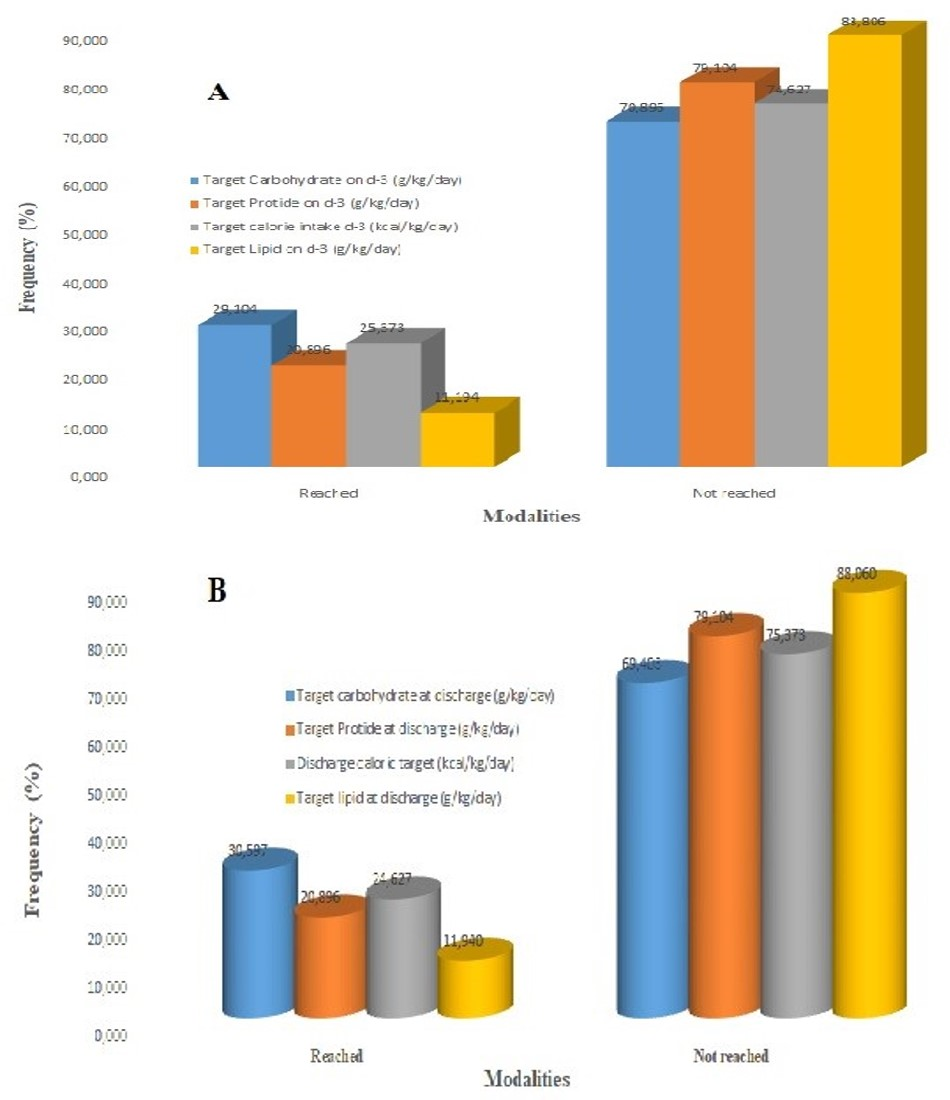 83,806
90,000
A
79,104
80,000
74,627
70,895
70,000
Target Carbohydrate on d-3 (g/kg/day)
60,000
Target Protide on d-3 (g/kg/day)
Target calorie intake d-3 (kcal/kg/day)
50,000
Target Lipid on d-3 (g/kg/day)
Frequency (%)
40,000
29,104
30,000
25,373
20,896
20,000
11,194
10,000
0,000
Reached
Not reached
Modalities
B
88,060
90,000
79,104
80,000
75,373
70,000
Target carbohydrate at discharge (g/kg/day)
Target Protide at discharge (g/kg/day)
60,000
Discharge caloric target (kcal/kg/day)
50,000
Target lipid at discharge (g/kg/day)
Frequency (%)
40,000
30,597
30,000
24,627
20,896
20,000
11,940
10,000
0,000
Reached
Not reached
Modalities